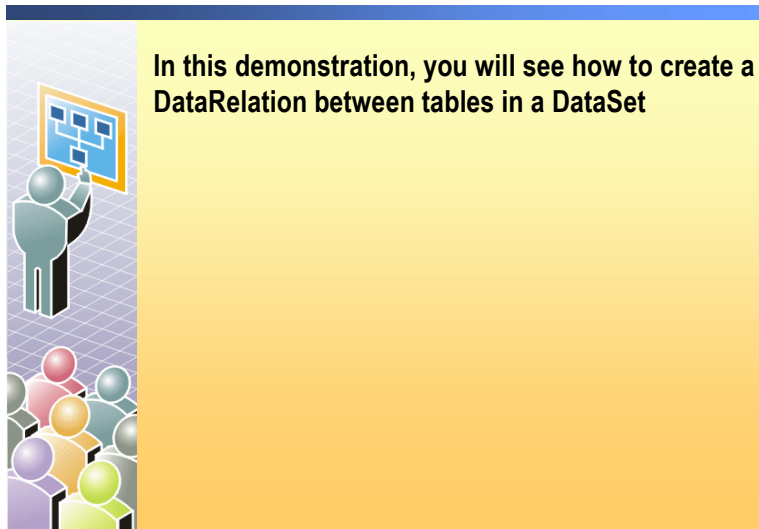 In this demonstration, you will see how to create a
DataRelation between tables in a DataSet